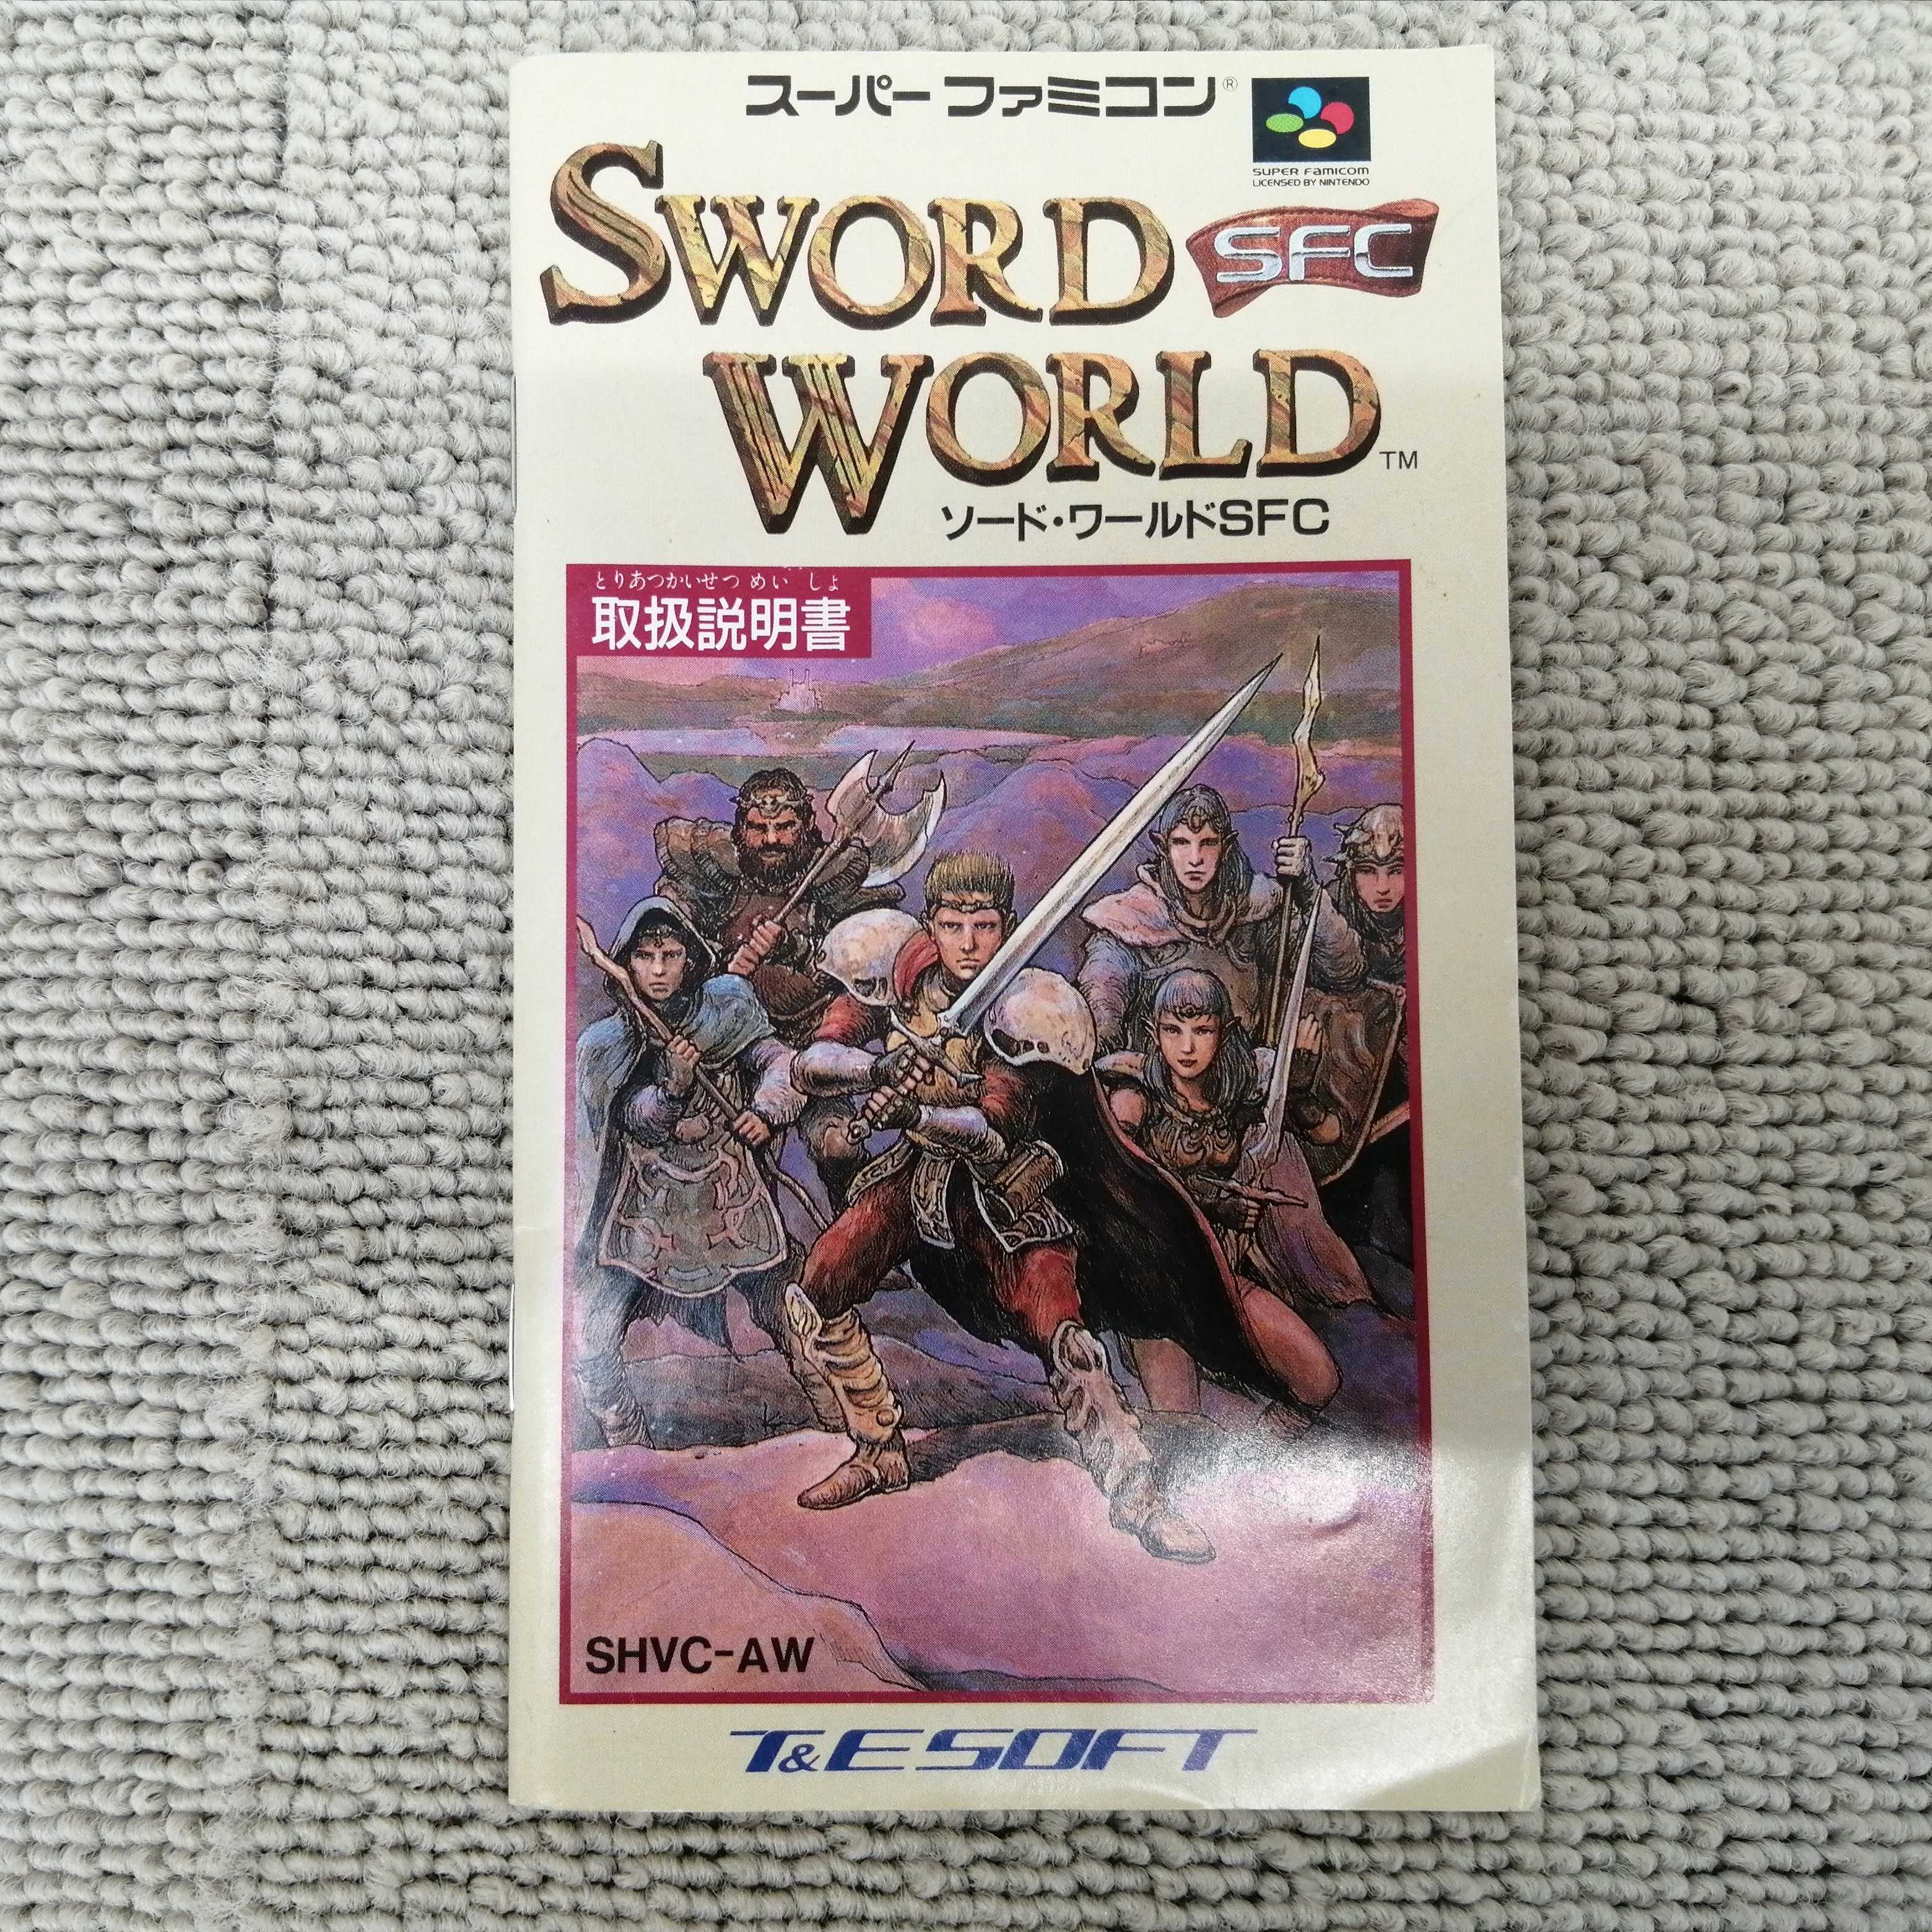 スーパーファミコン®
SUPER FAMICOM
LICENSED BY NINTENDO
SWORD
SFC
WORLD™
ソード・ワールドSFC
とりあつかいせつめいしょ
取扱説明書
SHVC-AW
T&E SOFT